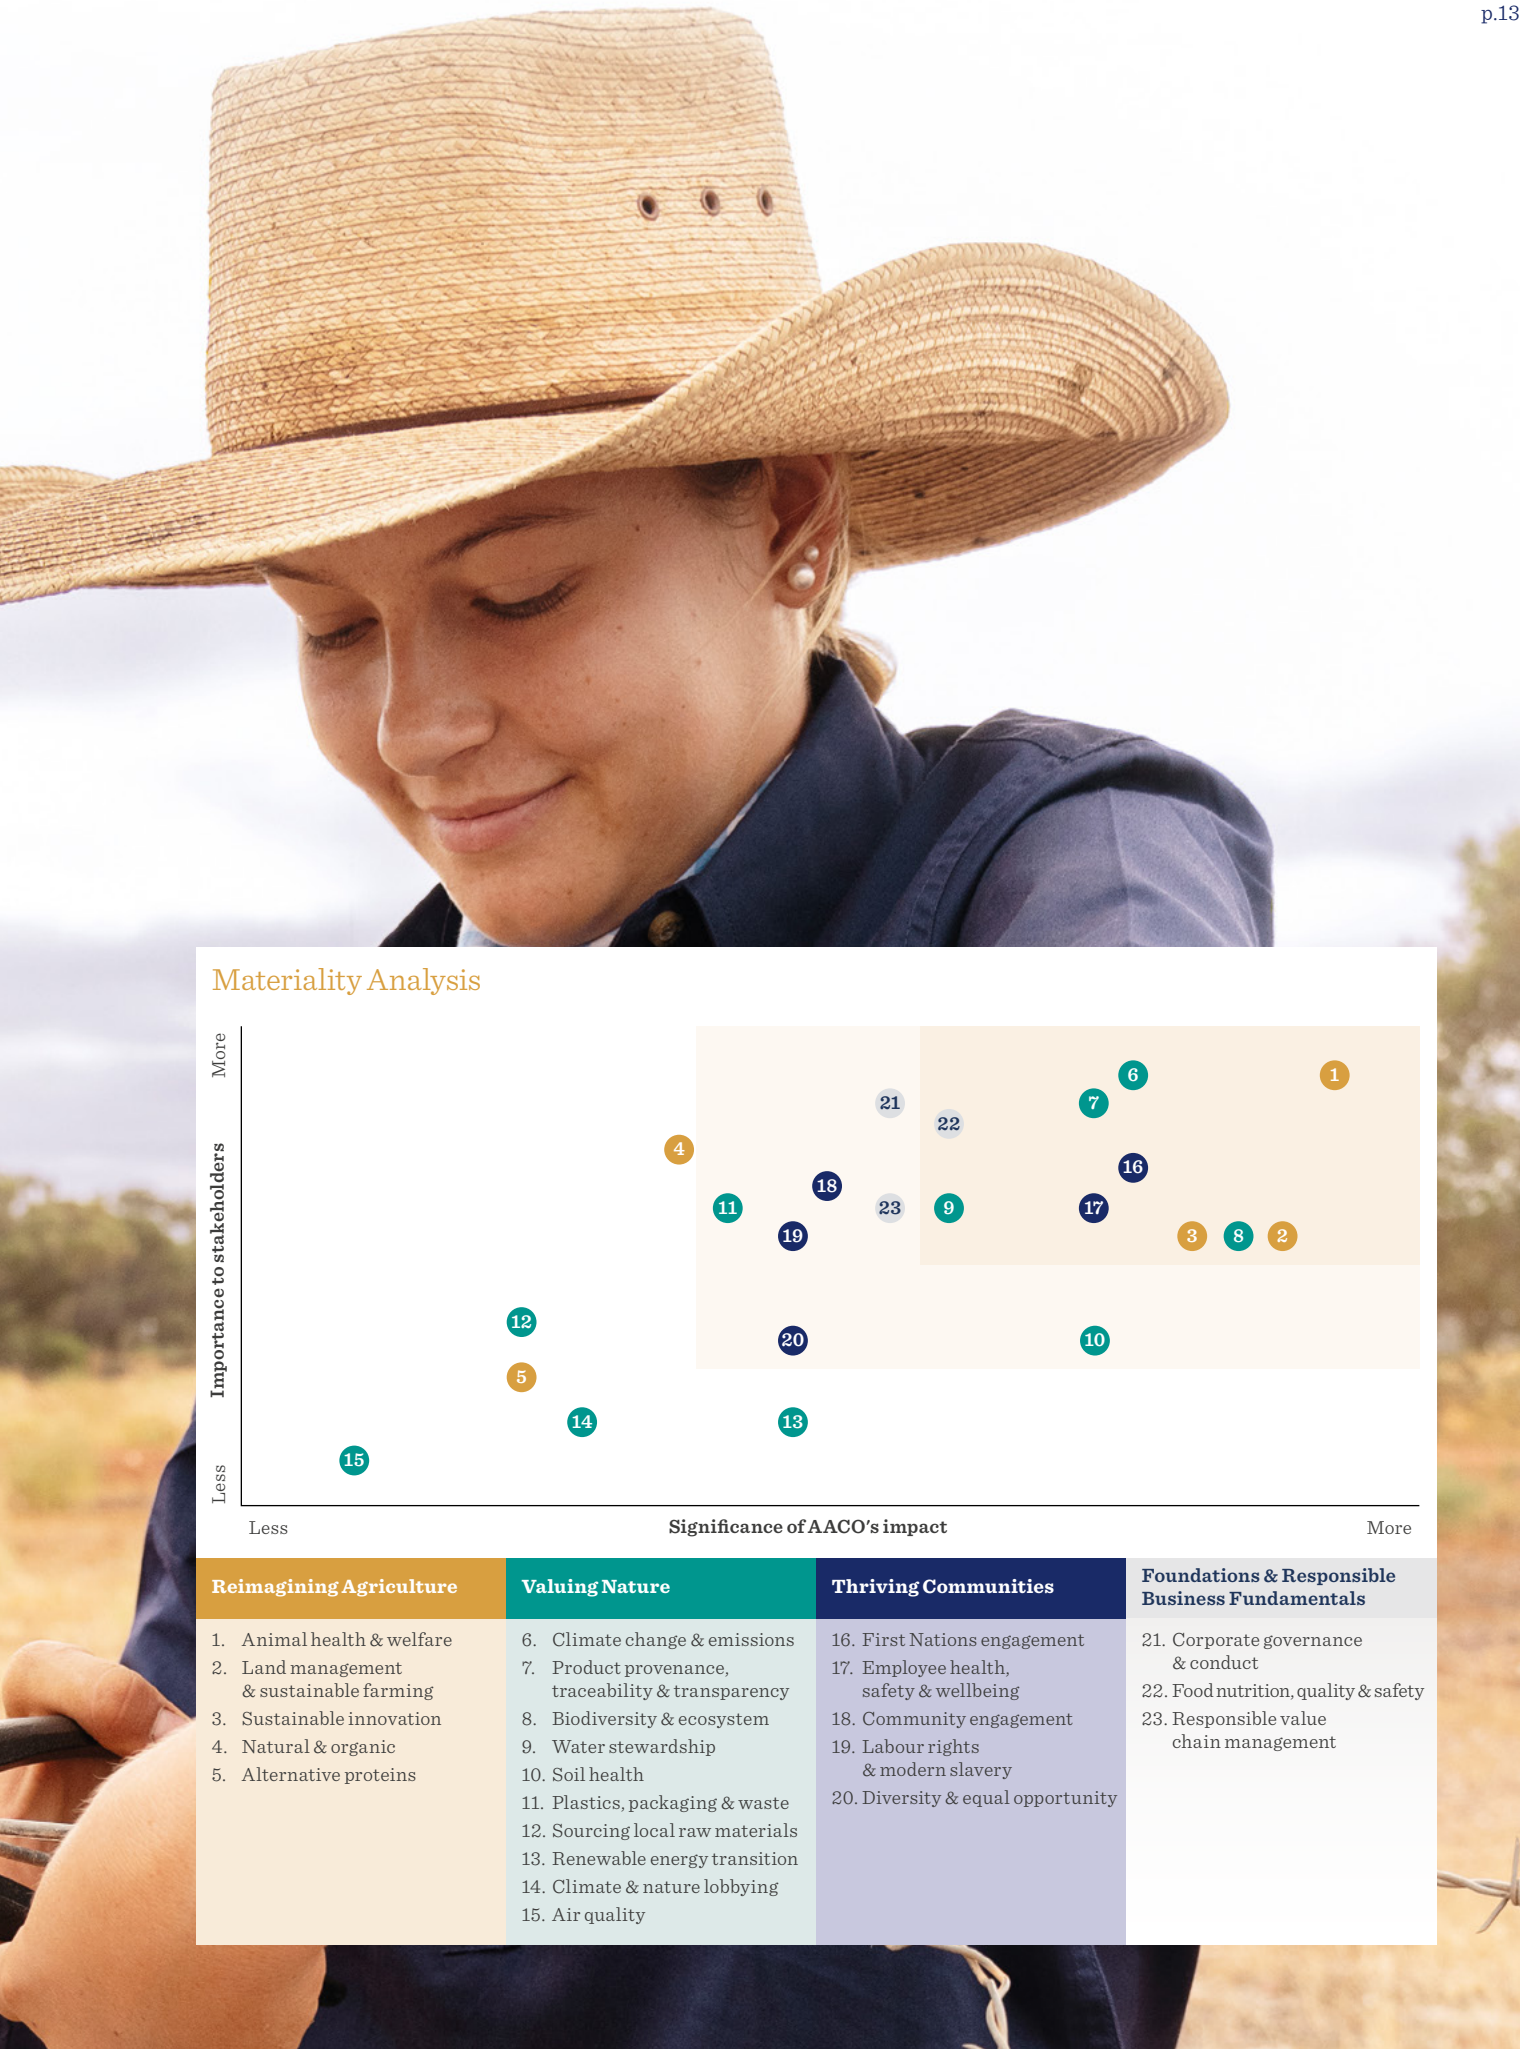 p.13
Materiality Analysis
More
Importance to stakeholders
Less
6
1
21
7
22
4
16
18
11
23
9
17
19
3
8
2
12
20
10
5
14
13
15
Less
Significance of AACO's impact
More
Reimagining Agriculture
1. Animal health & welfare
2. Land management
& sustainable farming
3. Sustainable innovation
4. Natural & organic
5. Alternative proteins
Valuing Nature
6. Climate change & emissions
7. Product provenance,
traceability & transparency
8. Biodiversity & ecosystem
9. Water stewardship
10. Soil health
11. Plastics, packaging & waste
12. Sourcing local raw materials
13. Renewable energy transition
14. Climate & nature lobbying
15. Air quality
Thriving Communities
16. First Nations engagement
17. Employee health,
safety & wellbeing
18. Community engagement
19. Labour rights
& modern slavery
20. Diversity & equal opportunity
Foundations & Responsible
Business Fundamentals
21. Corporate governance
& conduct
22. Food nutrition, quality & safety
23. Responsible value
chain management